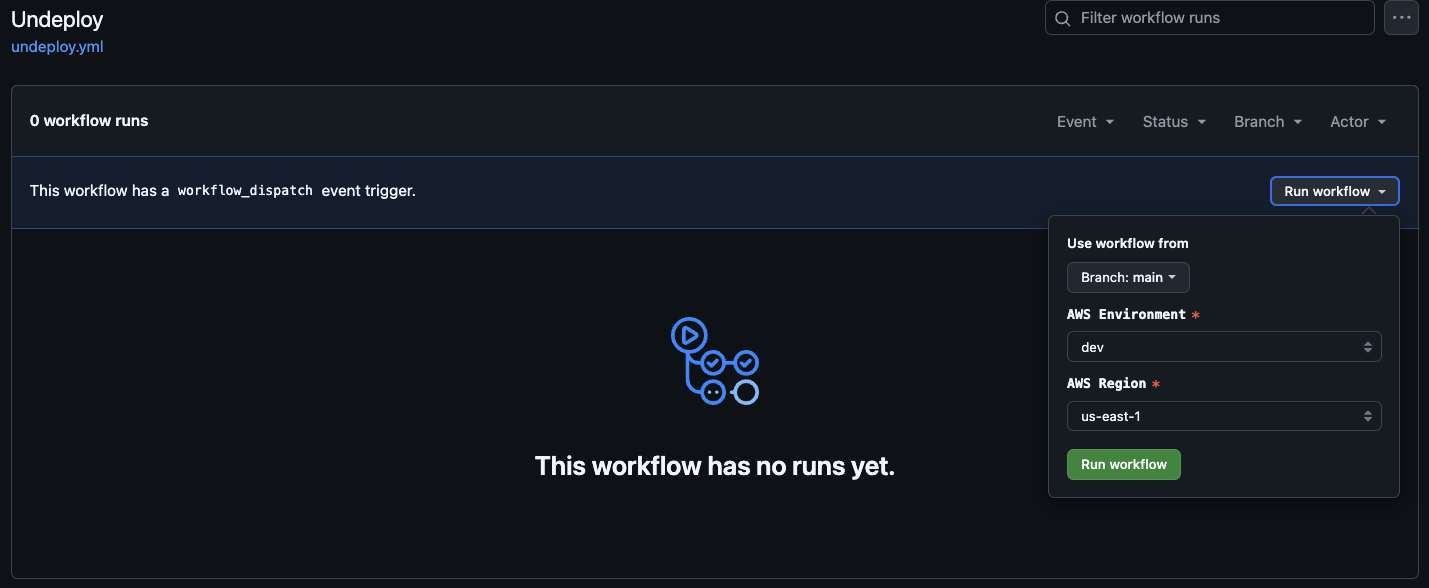 Undeploy
Filter workflow runs
undeploy.yml
0 workflow runs
Event
Status
Branch
Actor
This workflow has a workflow_dispatch event trigger.
Run workflow
Use workflow from
Branch: main
AWS Environment *
dev
AWS Region *
us-east-1
Run workflow
This workflow has no runs yet.